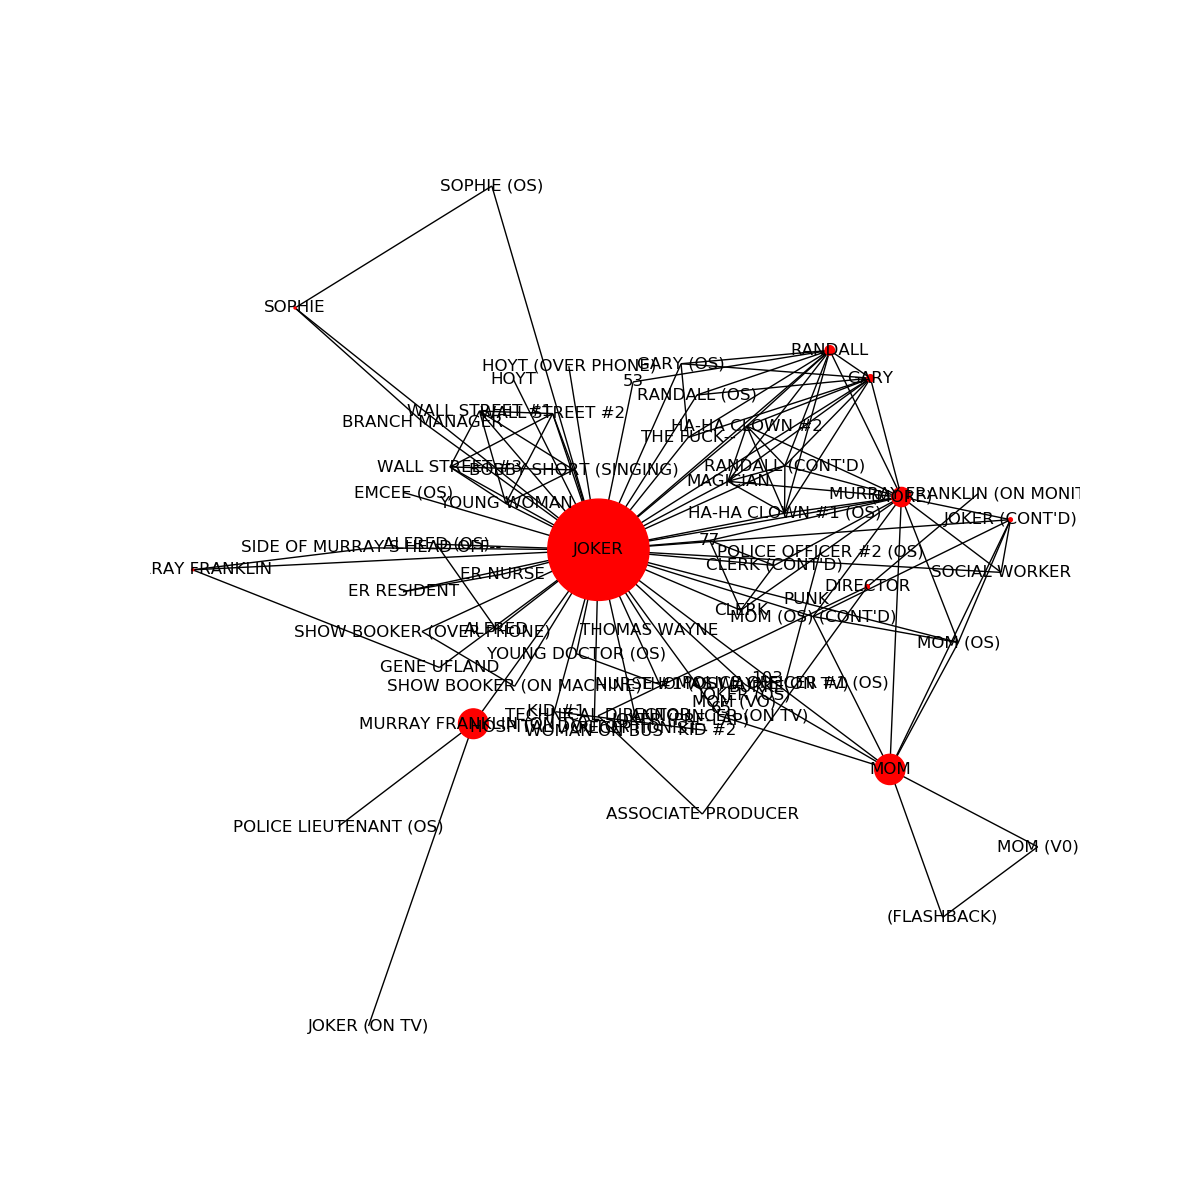 SOPHIE (OS)
SOPHIE
RANDALL
HOYT (OVER PHONE)
GARY (OS)
HOYT
53
GARY
RANDALL (OS)
WALL STREET #1
WALL STREET #2
BRANCH MANAGER
HA-HA CLOWN #2
THE FUCK--
WALL STREET #3
BOBBY SHORT (SINGING)
RANDALL (CONT'D)
MAGICIAN
EMCEE (OS)
YOUNG WOMAN
MURRAY FRANKLIN (ON MONIT
(MORE)
HA-HA CLOWN #1 (OS)
JOKER (CONT'D)
77
ALFRED (OS)
SIDE OF MURRAY'S HEAD OFF---
JOKER
POLICE OFFICER #2 (OS)
CLERK (CONT'D)
RAY FRANKLIN
ER NURSE
SOCIAL WORKER
DIRECTOR
ER RESIDENT
PUNK
CLERK
MOM (OS) (CONT'D)
SHOW BOOKER (OVER PHONE)
ALFRED
THOMAS WAYNE
MOM (OS)
YOUNG DOCTOR (OS)
GENE UFLAND
103
SHOW BOOKER (ON MACHINE)
NURSE #1
POLICE OFFICER #1 (OS)
JOKER (OS)
MOM (VO)
65
KID #1
TECHNICAL DIRECTOR
MURRAY FRANKLIN (ON TV)
WOMAN ON BUS
KID #2
MOM
ASSOCIATE PRODUCER
POLICE LIEUTENANT (OS)
MOM (V0)
(FLASHBACK)
JOKER (ON TV)